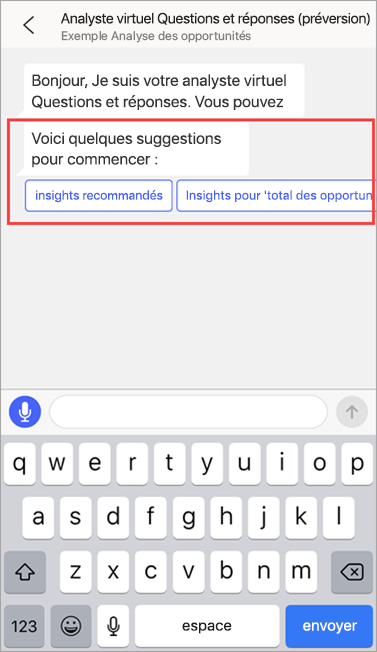 Analyste virtuel Questions et réponses (préversion)
Exemple Analyse des opportunités
Bonjour, Je suis votre analyste virtuel
Questions et réponses. Vous pouvez
Voici quelques suggestions
pour commencer :
insights recommandés
Insights pour 'total des opportun
q w e r t y u i o p
a s d f g h j k l
z x c v b n m
123 espace envoyer